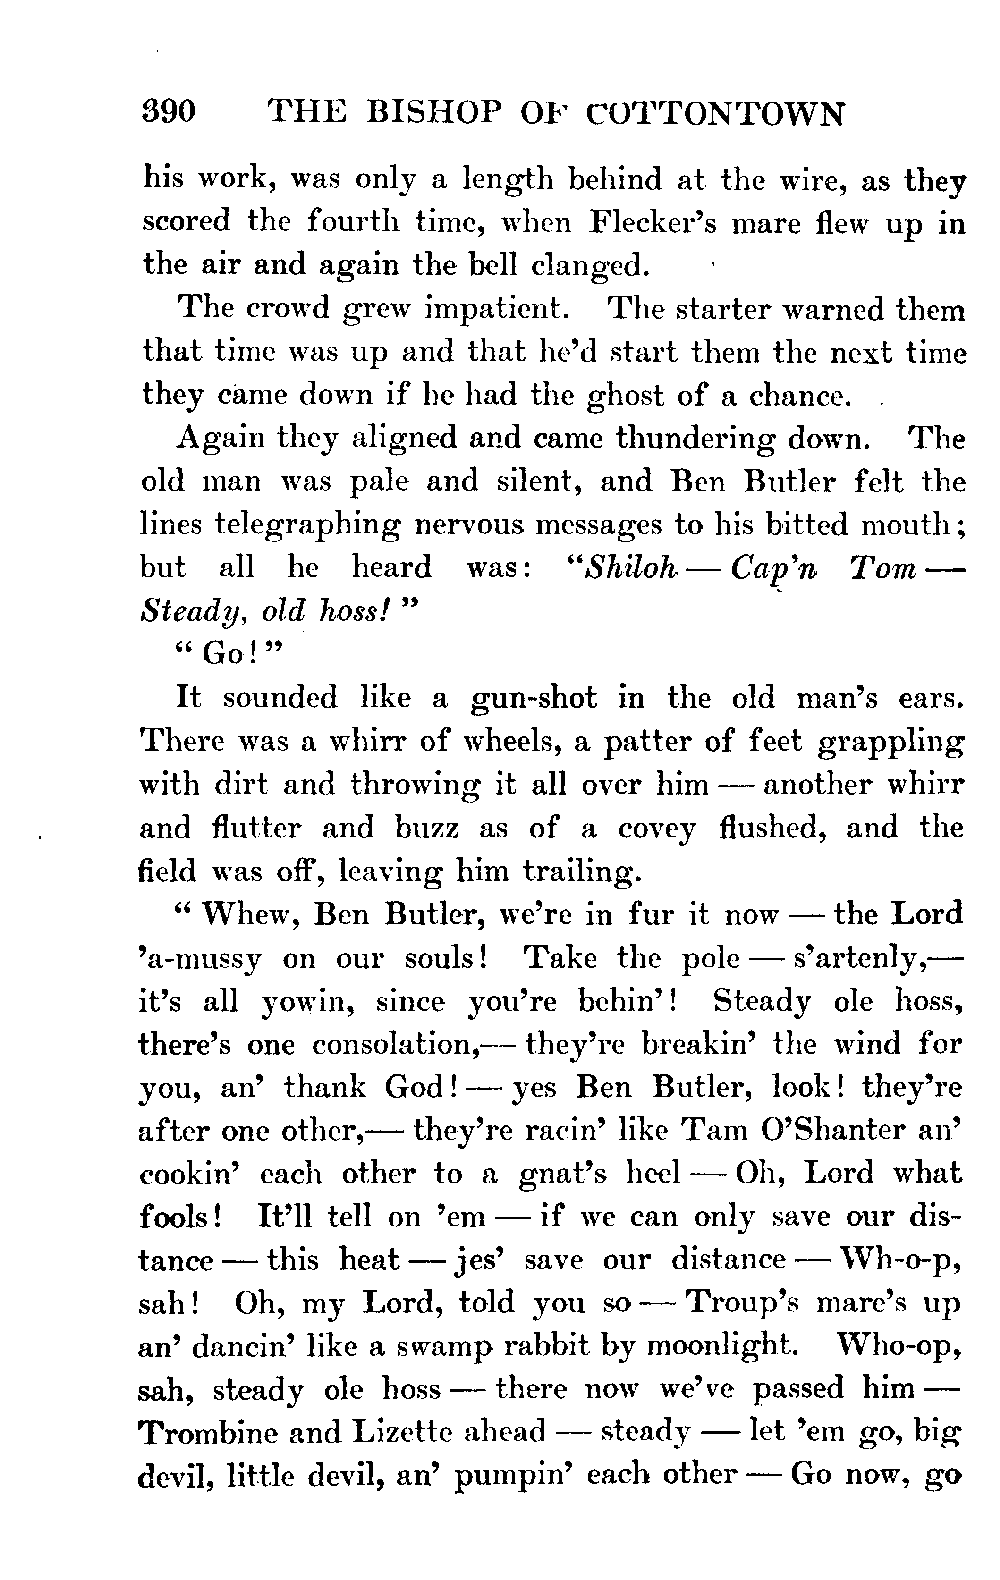 390 THE BISHOP OF COTTONTOWN
his work, was only a length behind at the wire, as they
scored the fourth time, when Flecker's mare flew up in
the air and again the bell clanged.
The crowd grew impatient. The starter warned them
that time was up and that he'd start them the next time
they came down if he had the ghost of a chance.
Again they aligned and came thundering down. The
old man was pale and silent, and Ben Butler felt the
lines telegraphing nervous messages to his bitted mouth;
but all he heard was: "Shiloh — Cap'n Tom —
Steady, old hoss!"
"Go!"
It sounded like a gun-shot in the old man's ears.
There was a whirr of wheels, a patter of feet grappling
with dirt and throwing it all over him — another whirr
and flutter and buzz as of a covey flushed, and the
field was off, leaving him trailing.
"Whew, Ben Butler, we're in fur it now — the Lord
'a-mussy on our souls! Take the pole — s'artenly,—
it's all yowin, since you're behin'! Steady ole hoss,
there's one consolation,— they're breakin' the wind for
you, an' thank God! — yes Ben Butler, look! they're
after one other,— they're racin' like Tam O'Shanter an'
cookin' each other to a gnat's heel — Oh, Lord what
fools! It'll tell on 'em — if we can only save our dis-
tance — this heat — jes' save our distance — Wh-o-p,
sah! Oh, my Lord, told you so — Troup's mare's up
an' dancin' like a swamp rabbit by moonlight. Who-op,
sah, steady ole hoss — there now we've passed him —
Trombine and Lizette ahead — steady — let 'em go, big
devil, little devil, an' pumpin' each other — Go now, go